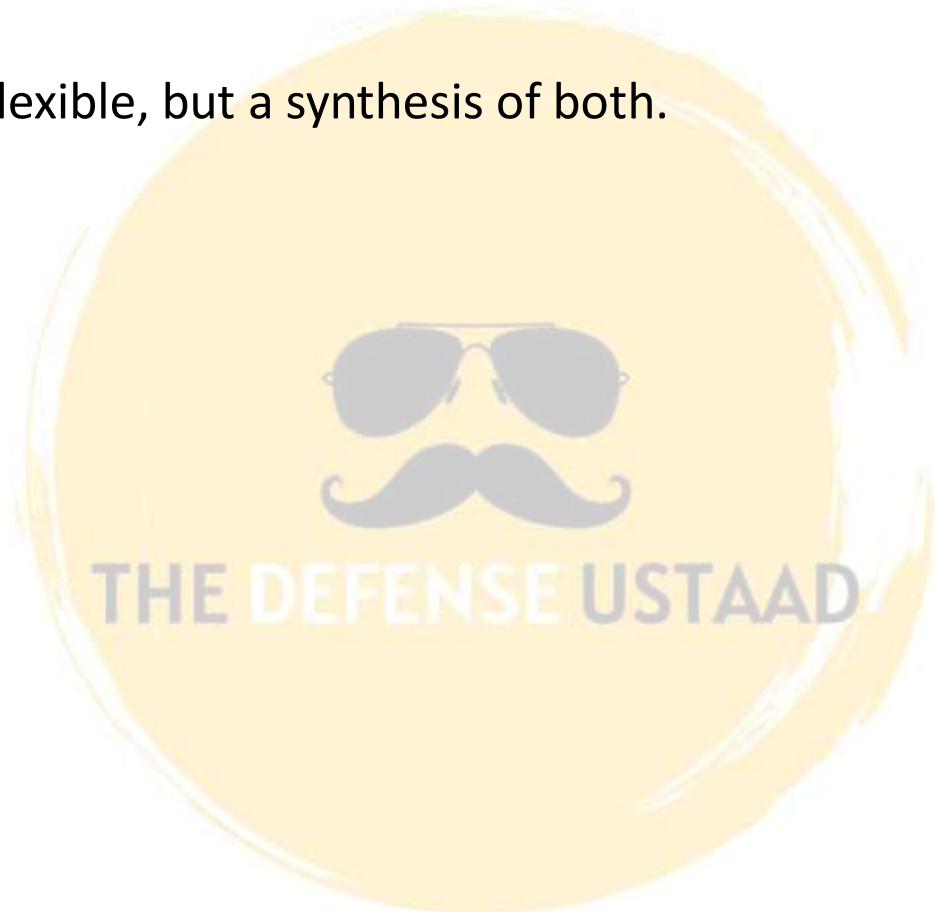 lexible, but a synthesis of both.
THE DEFENSE USTAAD